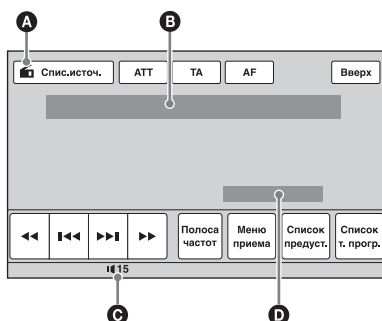 A B
Спис.источ. ATT TA AF Вверх
Полоса частот Меню приема Список предуст. Список т. прогр.
15
C D